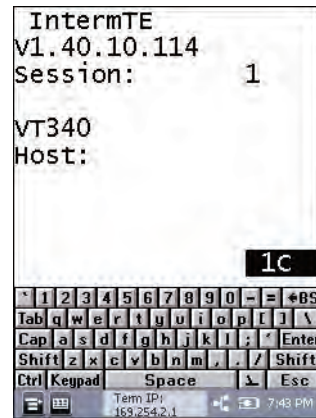 IntermTE
v1.40.10.114
Session: 1
VT340
Host:
1C
` 1 2 3 4 5 6 7 8 9 0 - = BS
Tab q w e r t y u i o p [ ] \
Cap a s d f g h j k l ; ' Enter
Shift z x c v b n m , . / Shift
Ctrl Keypad Space Esc
Term IP:
169.254.2.1
7:43 PM